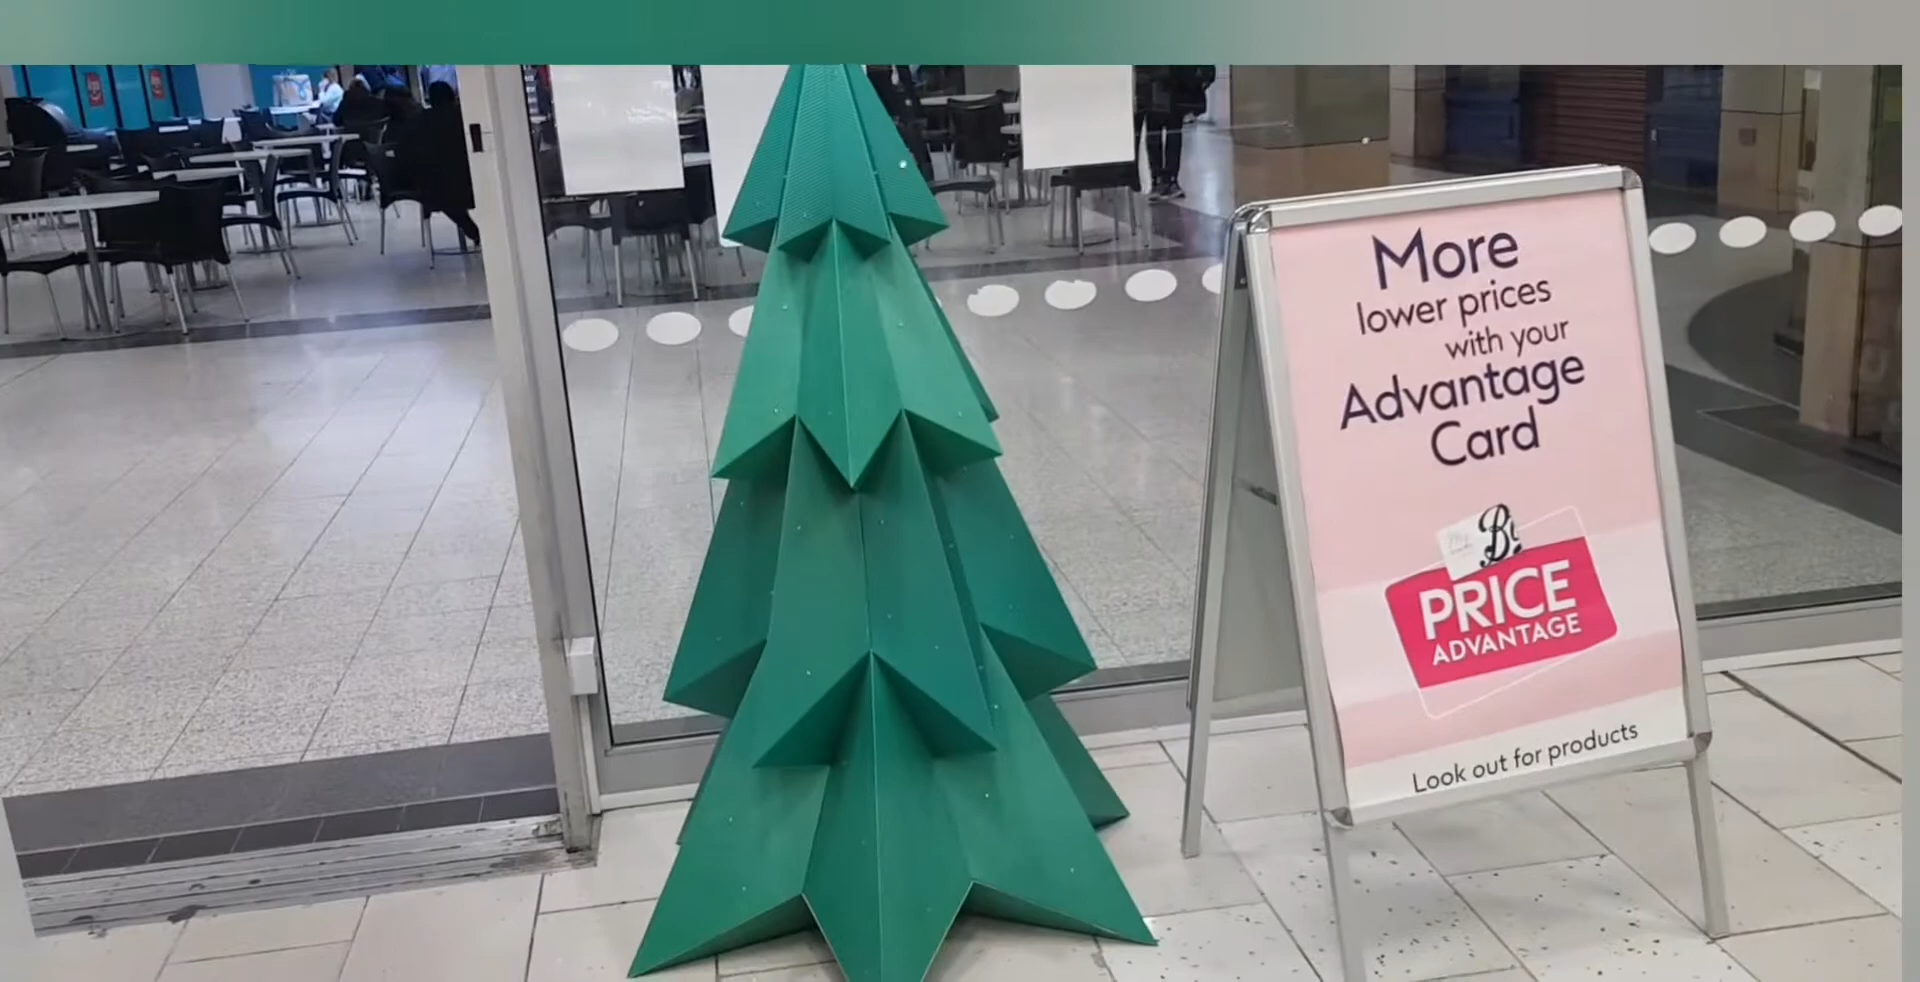 More
lower prices
with your
Advantage
Card
PRICE
ADVANTAGE
Look out for products